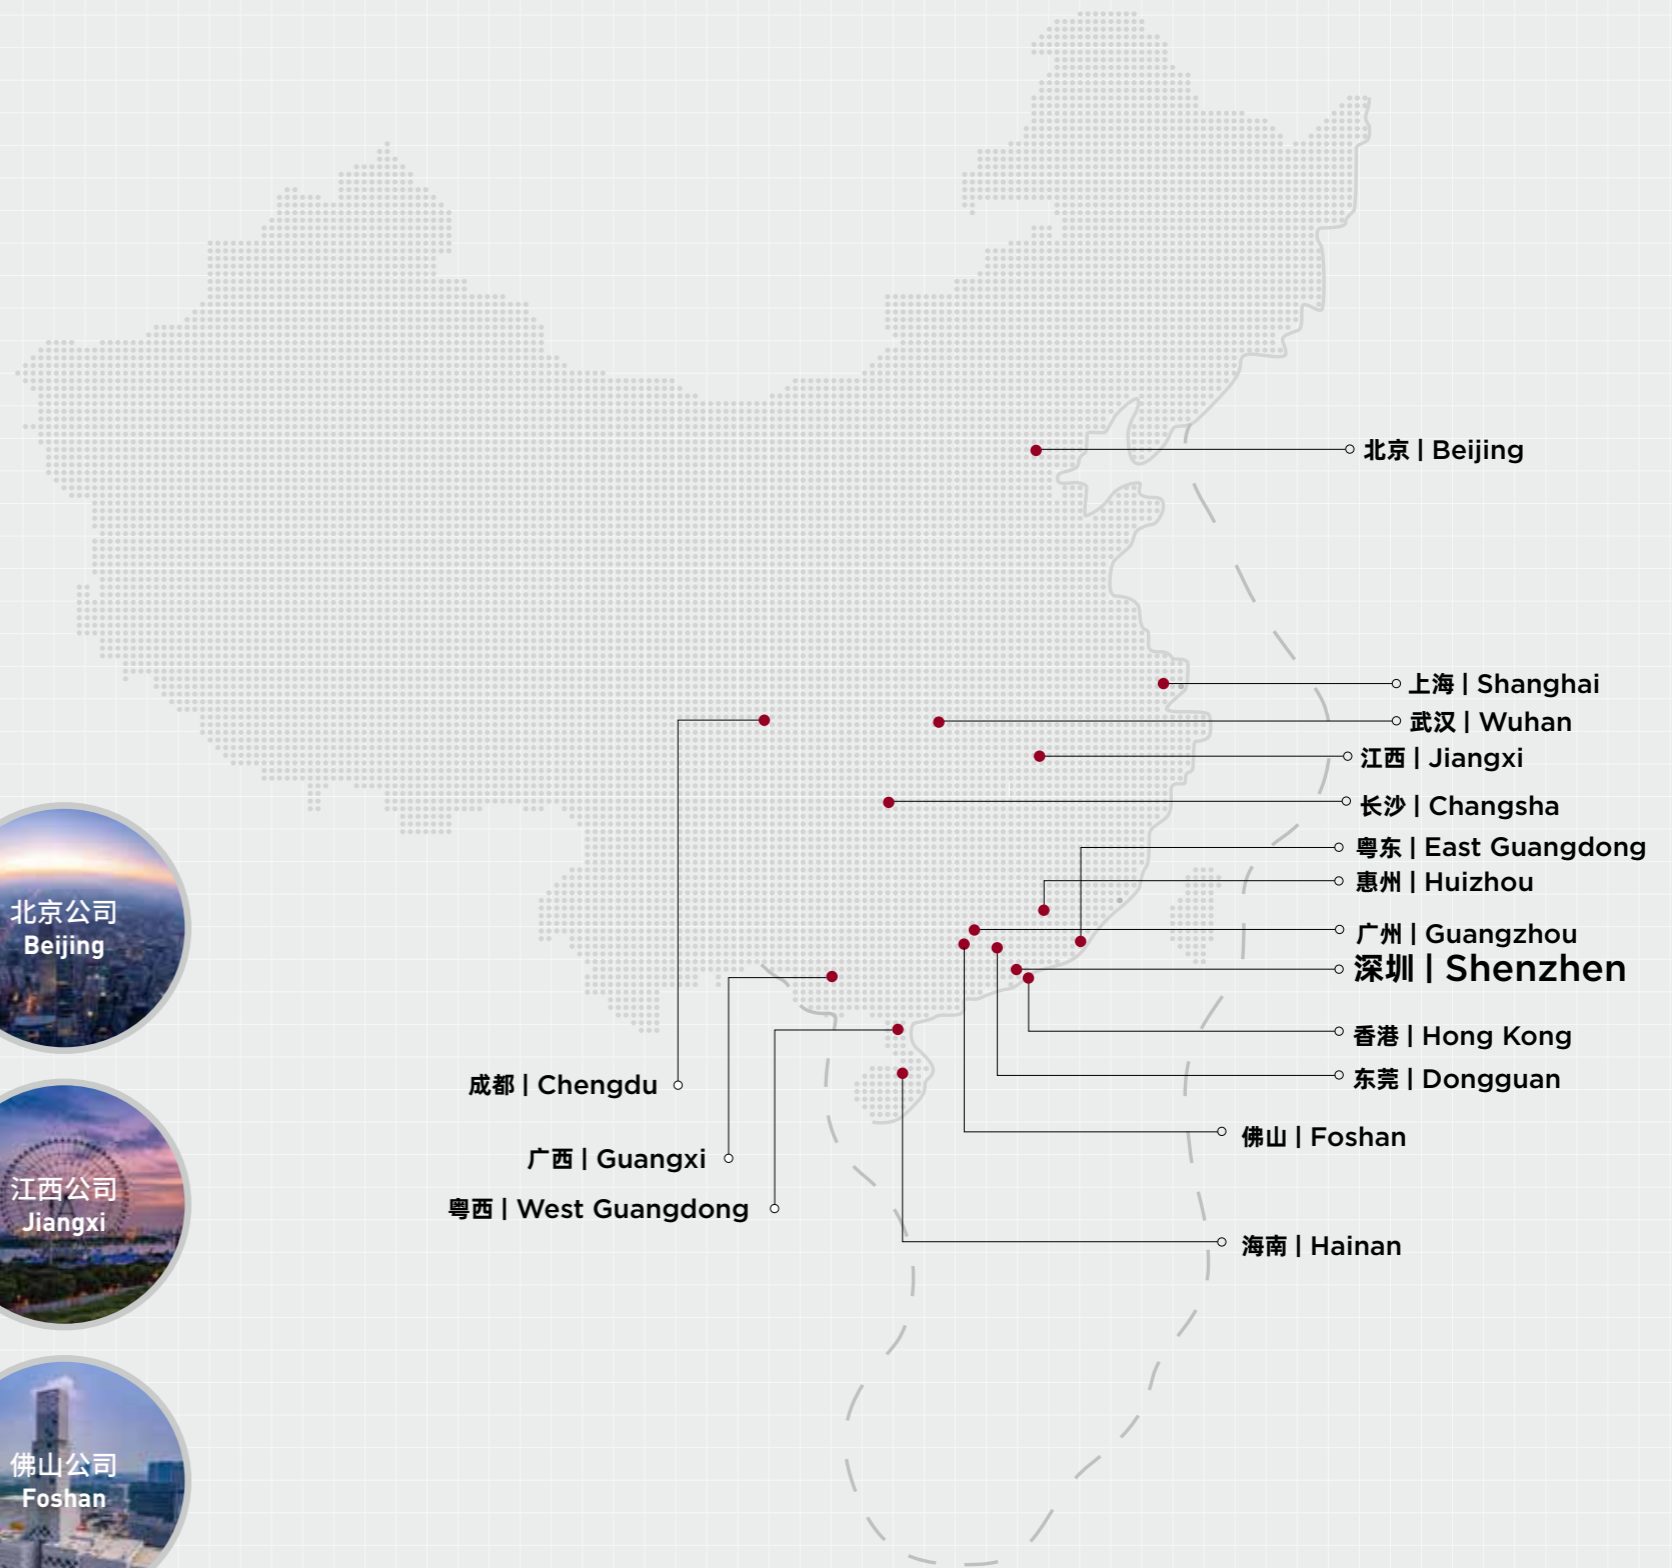 北京 | Beijing
上海 | Shanghai
武汉 | Wuhan
江西 | Jiangxi
长沙 | Changsha
粤东 | East Guangdong
惠州 | Huizhou
广州 | Guangzhou
深圳 | Shenzhen
香港 | Hong Kong
东莞 | Dongguan
佛山 | Foshan
海南 | Hainan
成都 | Chengdu
广西 | Guangxi
粤西 | West Guangdong
北京公司
Beijing
江西公司
Jiangxi
佛山公司
Foshan